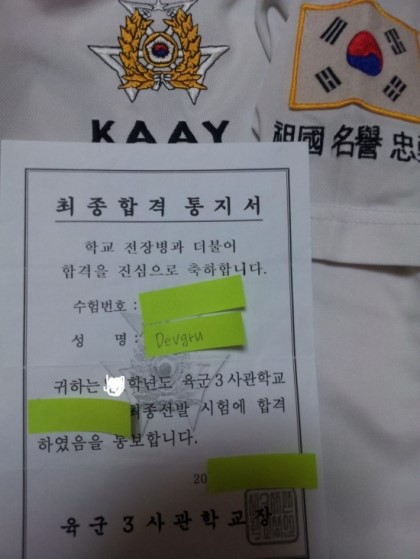 KAAY
祖國 名譽 忠
최종합격 통지서
학교 전장병과 더불어
합격을 진심으로 축하합니다.
수험번호 :
성 명 : Devgru
귀하는 학년도 육군3사관학교
최종선발 시험에 합격
하였음을 통보합니다.
20
육군3사관학교장